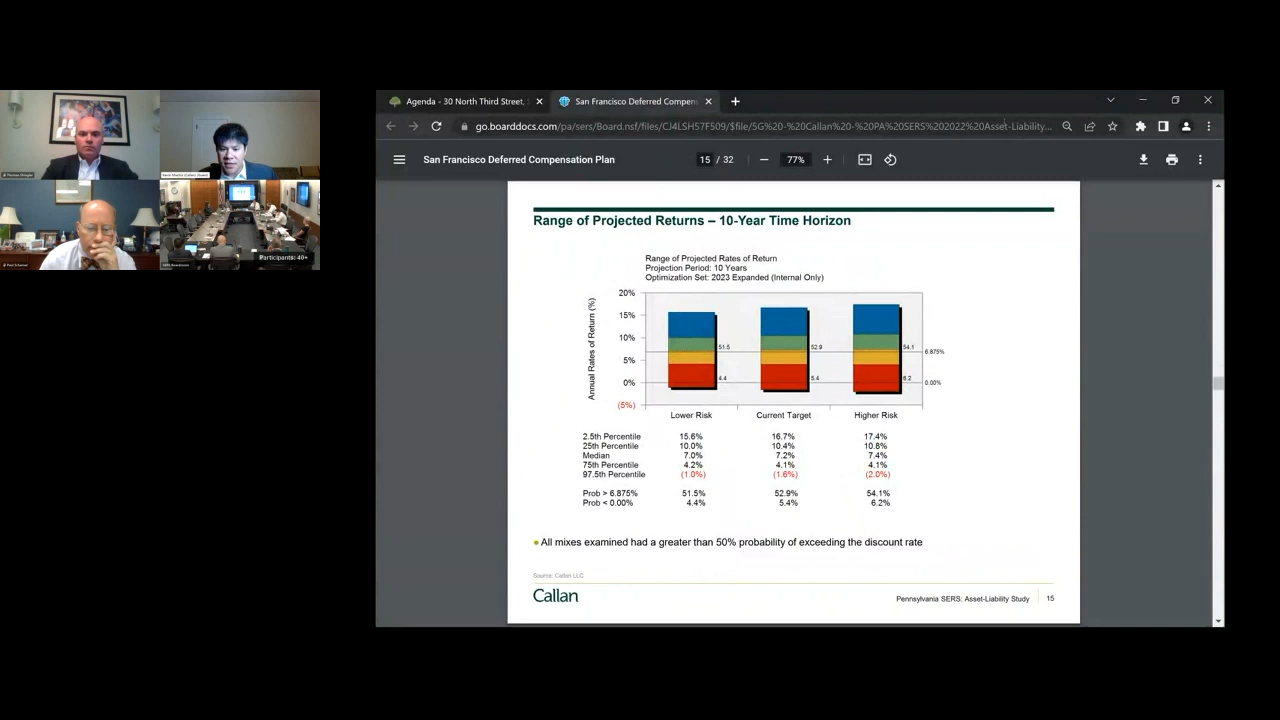 Agenda - 30 North Third Street,
San Francisco Deferred Compens
go.boarddocs.com/pa/sers/Board.nsf/files/CJ4LSH57F509/$file/5G%20-%20Callan%20-%20PA%20SERS%202022%20Asset-Liability...
San Francisco Deferred Compensation Plan
15 / 32
77%
Participants: 40+
Range of Projected Returns – 10-Year Time Horizon
Range of Projected Rates of Return
Projection Period: 10 Years
Optimization Set: 2023 Expanded (Internal Only)
Annual Rates of Return (%)
20%
15%
10%
5%
0%
(5%)
51.5
52.9
54.1
6.875%
4.4
5.4
6.2
0.00%
Lower Risk Current Target Higher Risk
2.5th Percentile 15.6% 16.7% 17.4%
25th Percentile 10.0% 10.4% 10.8%
Median 7.0% 7.2% 7.4%
75th Percentile 4.2% 4.1% 4.1%
97.5th Percentile (1.0%) (1.6%) (2.0%)
Prob > 6.875% 51.5% 52.9% 54.1%
Prob < 0.00% 4.4% 5.4% 6.2%
All mixes examined had a greater than 50% probability of exceeding the discount rate
Source: Callan LLC
Callan
Pennsylvania SERS: Asset-Liability Study 15